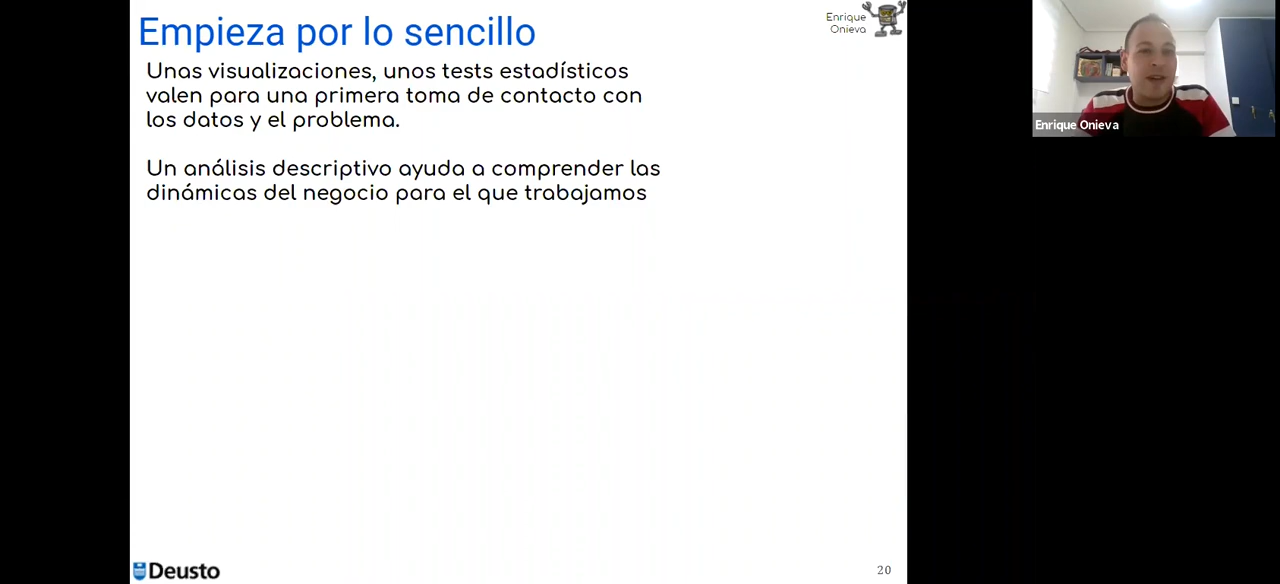 Empieza por lo sencillo
Enrique
Onieva
Unas visualizaciones, unos tests estadísticos
valen para una primera toma de contacto con
los datos y el problema.
Un análisis descriptivo ayuda a comprender las
dinámicas del negocio para el que trabajamos
Enrique Onieva
Deusto
20